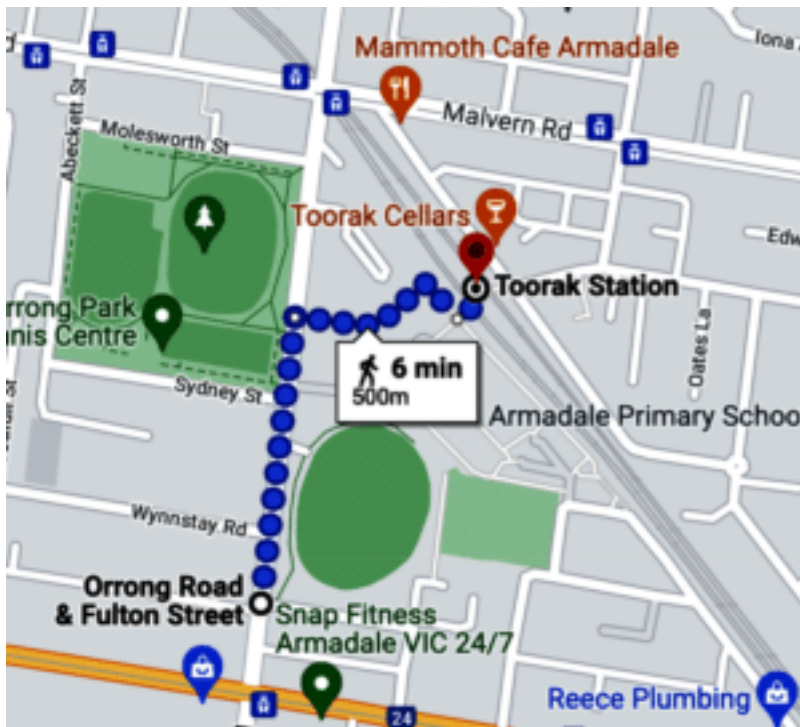 Iona
Mammoth Cafe Armadale
Malvern Rd
Abeckett St
Molesworth St
Toorak Cellars
Toorak Station
Edw
rrong Park
nnis Centre
6 min
500m
Oates La
Sydney St
Armadale Primary Schoo
Wynnstay Rd
Orrong Road
& Fulton Street
Snap Fitness
Armadale VIC 24/7
Reece Plumbing
24